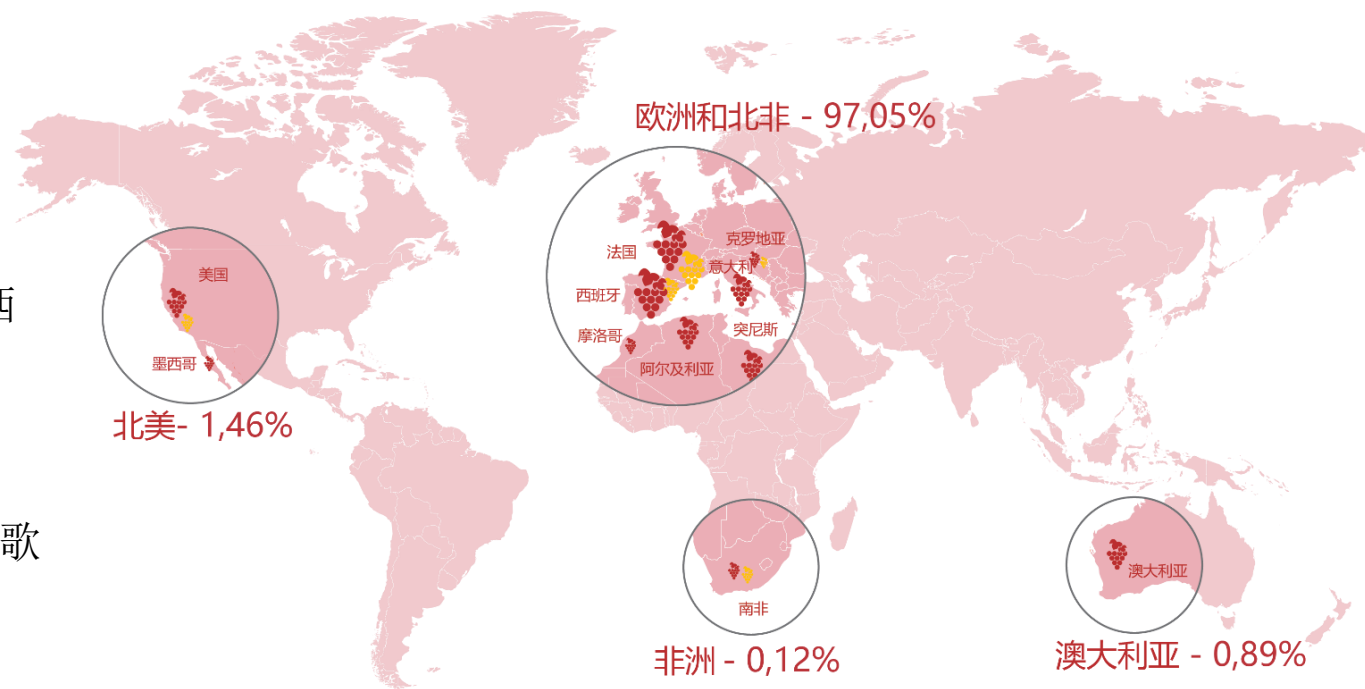 欧洲和北非 - 97,05%
克罗地亚
法国
意大利
美国
西班牙
西
突尼斯
摩洛哥
墨西哥
阿尔及利亚
北美- 1,46%
歌
澳大利亚
南非
非洲 - 0,12%
澳大利亚 - 0,89%